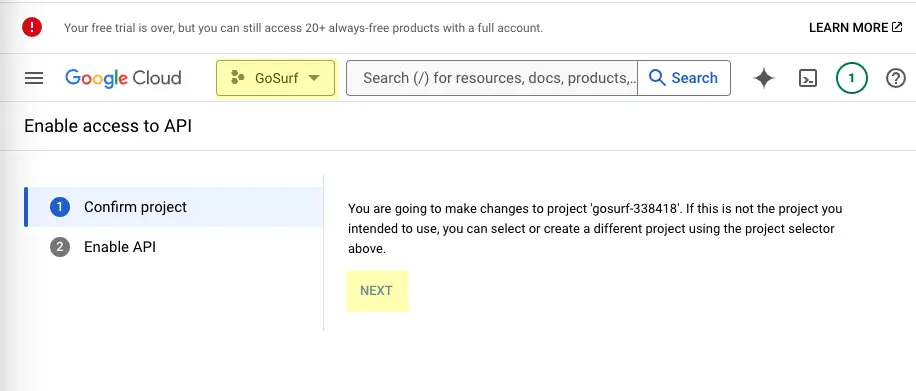 Your free trial is over, but you can still access 20+ always-free products with a full account.
LEARN MORE
Google Cloud
GoSurf
Search (/) for resources, docs, products,..
Search
1
Enable access to API
1 Confirm project
2 Enable API
You are going to make changes to project 'gosurf-338418'. If this is not the project you
intended to use, you can select or create a different project using the project selector
above.
NEXT